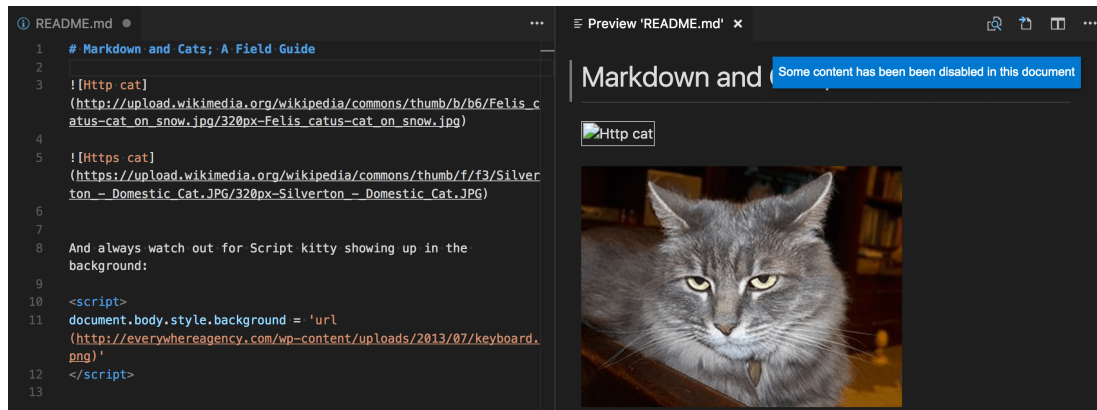 README.md
Preview 'README.md'
1 # Markdown and Cats; A Field Guide
2
3 ![Http cat]
(http://upload.wikimedia.org/wikipedia/commons/thumb/b/b6/Felis_c
atus-cat_on_snow.jpg/320px-Felis_catus-cat_on_snow.jpg)
4
5 ![Https cat]
(https://upload.wikimedia.org/wikipedia/commons/thumb/f/f3/Silver
ton_-_Domestic_Cat.JPG/320px-Silverton_-_Domestic_Cat.JPG)
6
7
8 And always watch out for Script kitty showing up in the
background:
9
10 <script>
11 document.body.style.background = 'url
(http://everywhereagency.com/wp-content/uploads/2013/07/keyboard.
png)'
12 </script>
13
Some content has been been disabled in this document
Markdown and
Http cat